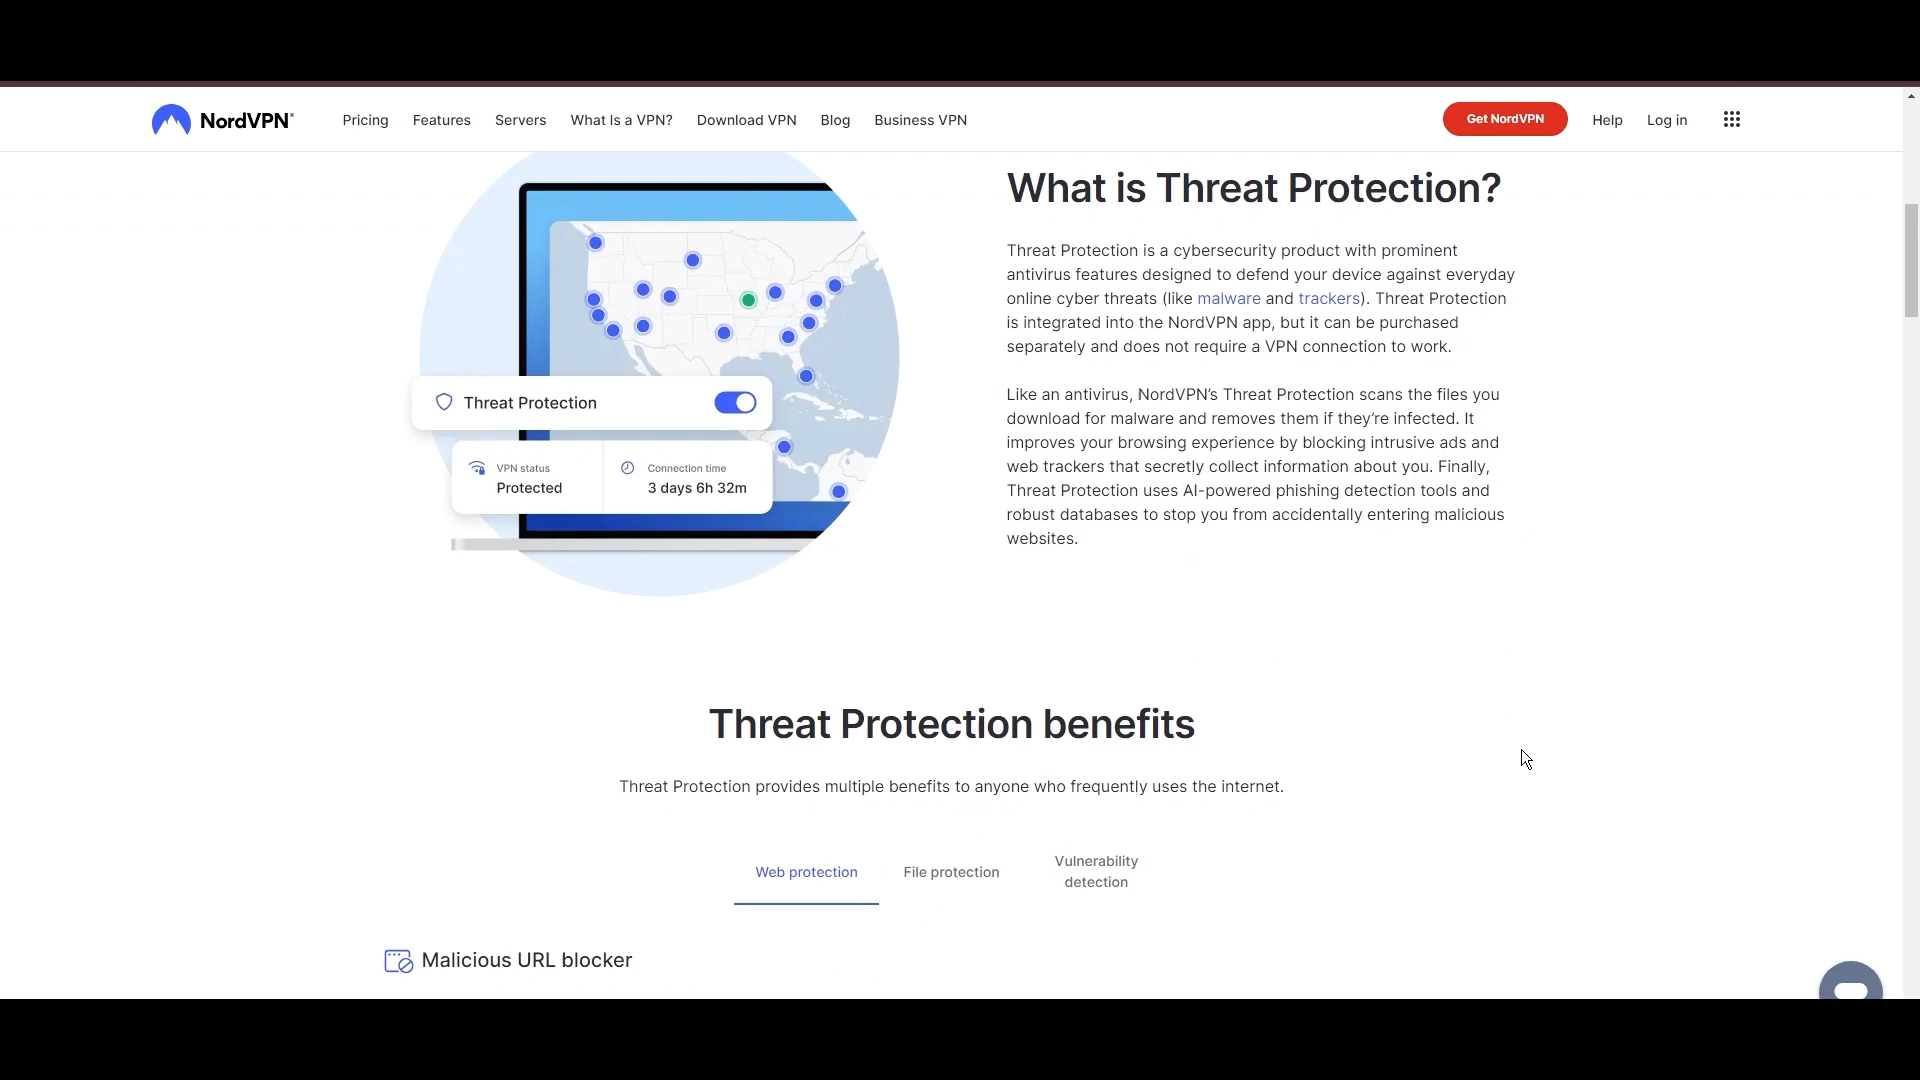 NordVPN®
Pricing
Features
Servers
What Is a VPN?
Download VPN
Blog
Business VPN
Get NordVPN
Help
Log in
What is Threat Protection?
Threat Protection is a cybersecurity product with prominent
antivirus features designed to defend your device against everyday
online cyber threats (like malware and trackers). Threat Protection
is integrated into the NordVPN app, but it can be purchased
separately and does not require a VPN connection to work.
Like an antivirus, NordVPN’s Threat Protection scans the files you
download for malware and removes them if they’re infected. It
improves your browsing experience by blocking intrusive ads and
web trackers that secretly collect information about you. Finally,
Threat Protection uses AI-powered phishing detection tools and
robust databases to stop you from accidentally entering malicious
websites.
Threat Protection
VPN status
Protected
Connection time
3 days 6h 32m
Threat Protection benefits
Threat Protection provides multiple benefits to anyone who frequently uses the internet.
Web protection
File protection
Vulnerability
detection
Malicious URL blocker